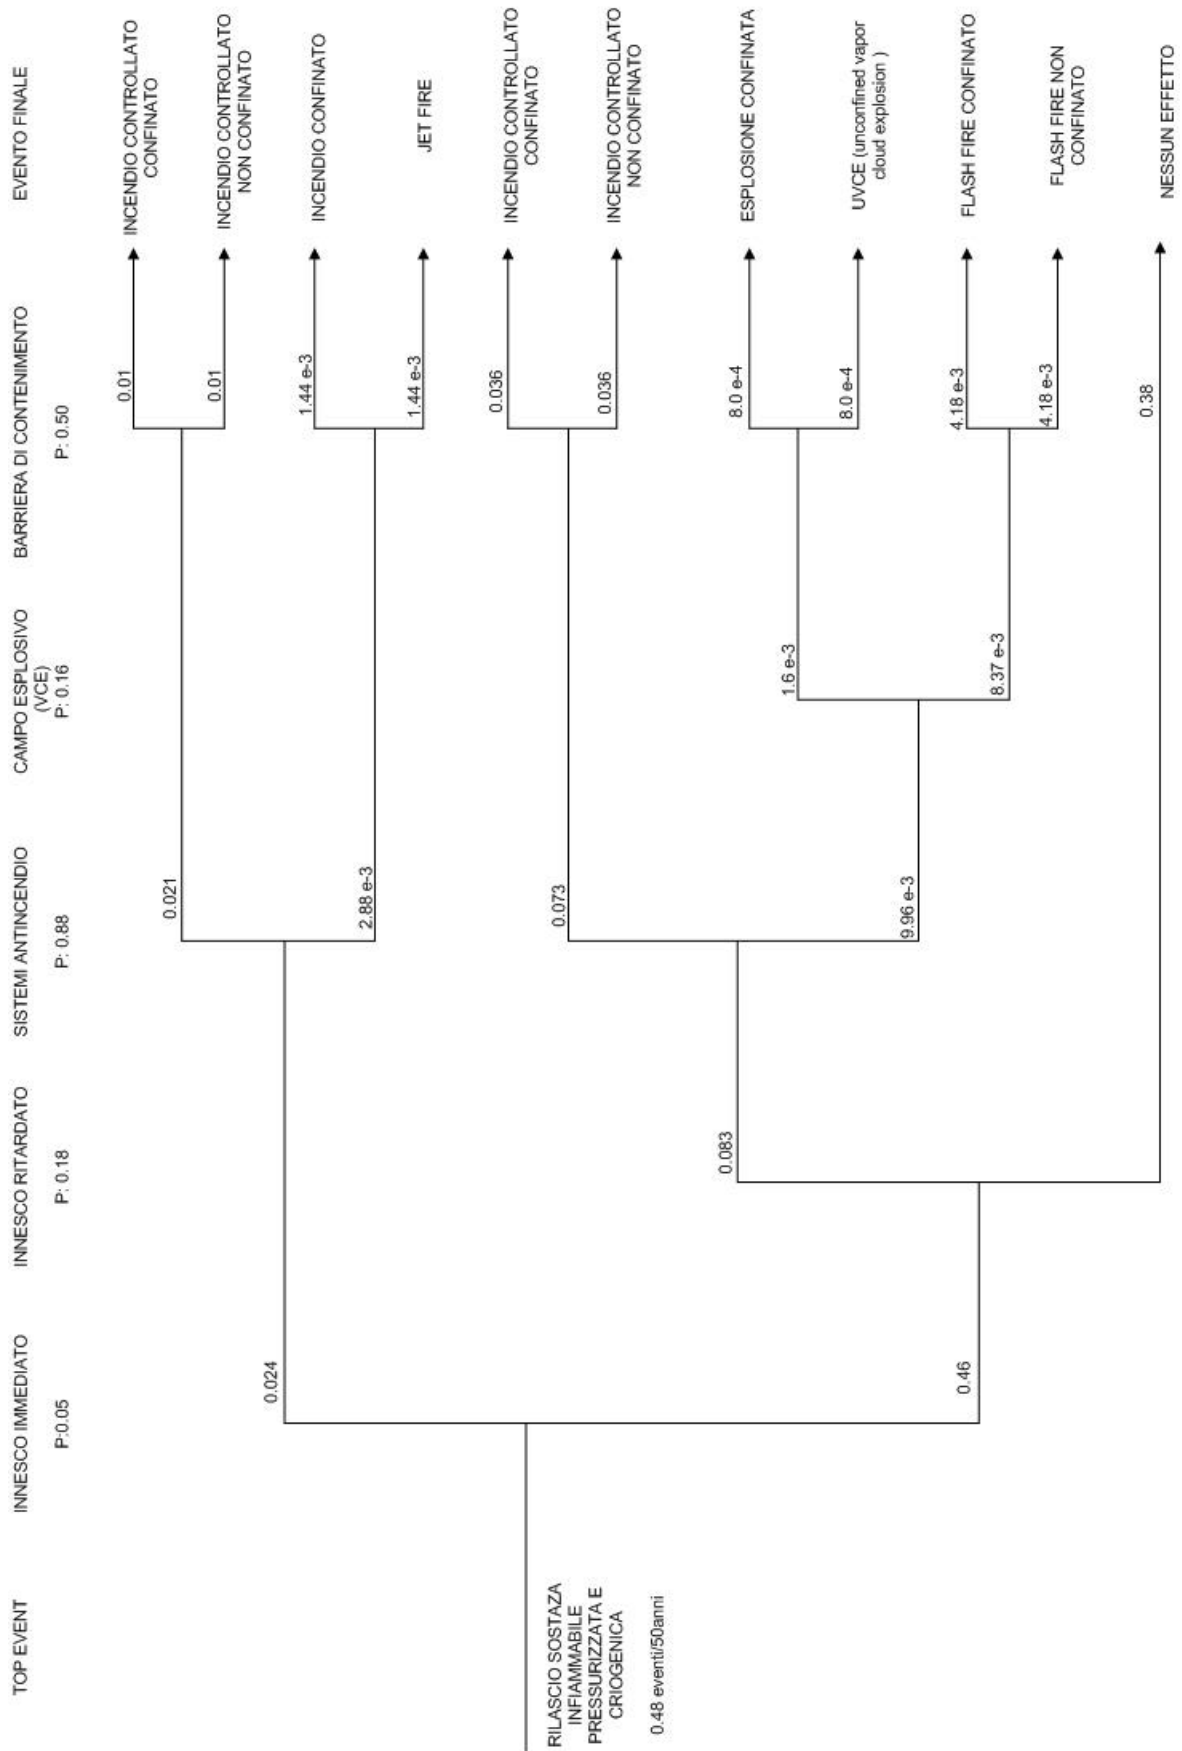 TOP EVENT
INNESCO IMMEDIATO
P:0.05
INNESCO RITARDATO
P: 0.18
SISTEMI ANTINCENDIO
P: 0.88
CAMPO ESPLOSIVO
(VCE)
P: 0.16
BARRIERA DI CONTENIMENTO
P: 0.50
EVENTO FINALE
RILASCIO SOSTAZA
INFIAMMABILE
PRESSURIZZATA E
CRIOGENICA
0.48 eventi/50anni
0.024
0.46
0.083
0.021
2.88 e-3
0.073
9.96 e-3
1.6 e-3
8.37 e-3
0.01
INCENDIO CONTROLLATO
CONFINATO
0.01
INCENDIO CONTROLLATO
NON CONFINATO
1.44 e-3
INCENDIO CONFINATO
1.44 e-3
JET FIRE
0.036
INCENDIO CONTROLLATO
CONFINATO
0.036
INCENDIO CONTROLLATO
NON CONFINATO
8.0 e-4
ESPLOSIONE CONFINATA
8.0 e-4
UVCE (unconfined vapor
cloud explosion )
4.18 e-3
FLASH FIRE CONFINATO
4.18 e-3
FLASH FIRE NON
CONFINATO
0.38
NESSUN EFFETTO